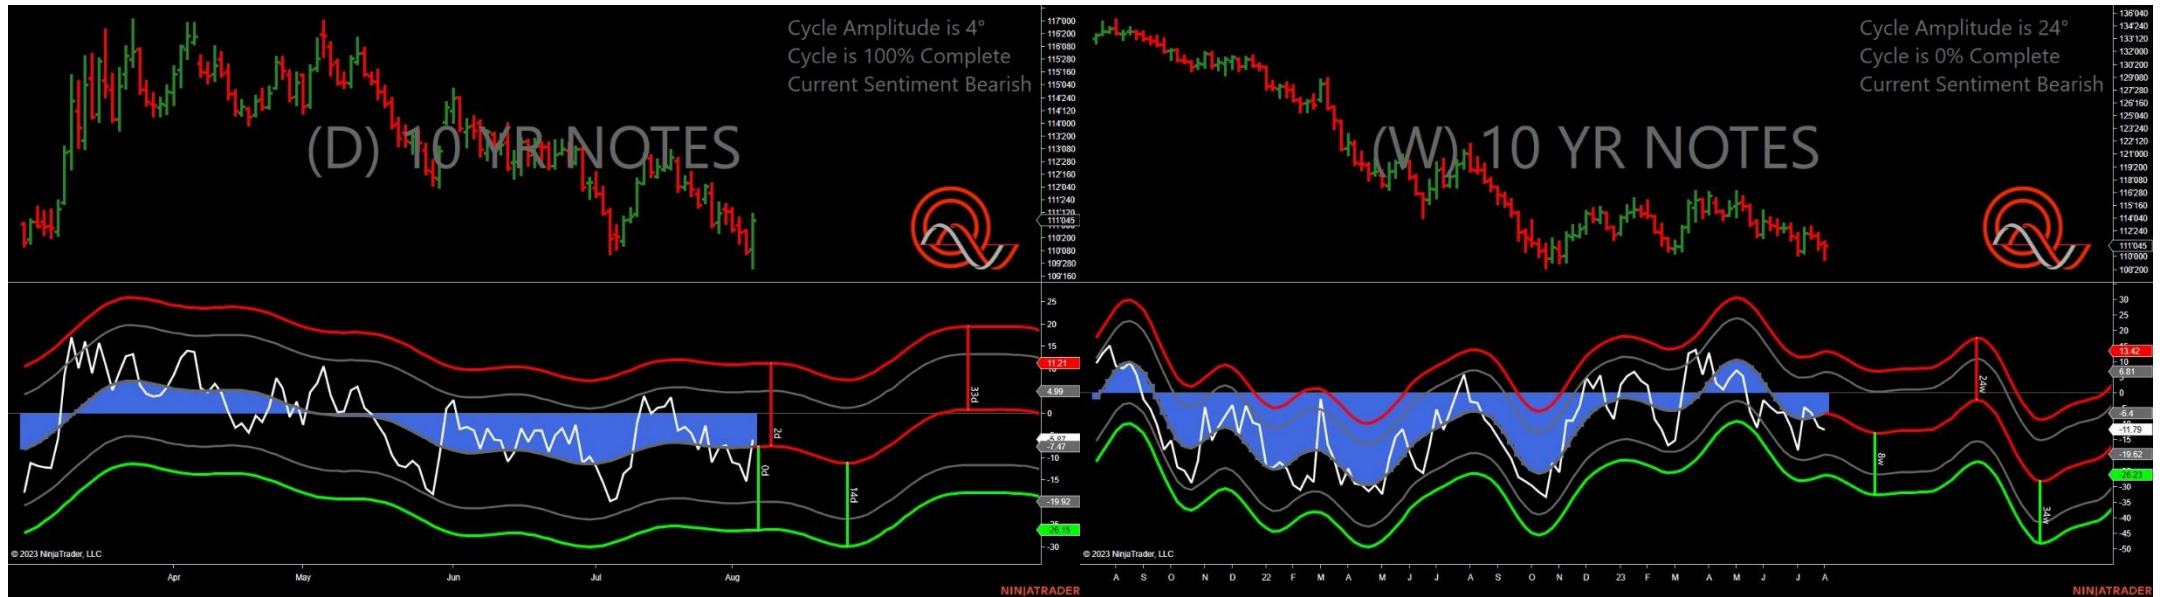 Cycle Amplitude is 4°
Cycle is 100% Complete
Current Sentiment Bearish
(D) 10 YR NOTES
117'000
116'200
116'080
115'280
115'160
115'040
114'240
114'120
114'000
113'200
113'080
112'280
112'160
112'040
111'240
111'120
111'045
110'200
110'080
109'280
109'160
25
20
15
11.21
10
4.99
0
-5.87
-7.47
-10
-15
-19.92
-26.15
-30
2d
0d
14d
33d
© 2023 NinjaTrader, LLC
Apr
May
Jun
Jul
Aug
NINJATRADER
Cycle Amplitude is 24°
Cycle is 0% Complete
Current Sentiment Bearish
(W) 10 YR NOTES
136'040
134'240
133'120
132'000
130'200
129'080
127'280
126'160
125'040
123'240
122'120
121'000
119'200
118'080
116'280
115'160
114'040
112'240
111'045
110'000
108'200
30
25
20
15
13.42
6.81
5
0
-6.4
-11.79
-15
-19.62
-26.23
-30
-35
-40
-45
-50
8w
24w
34w
© 2023 NinjaTrader, LLC
A
S
O
N
D
22
F
M
A
M
J
J
A
S
O
N
D
23
F
M
A
M
J
J
A
NINJATRADER